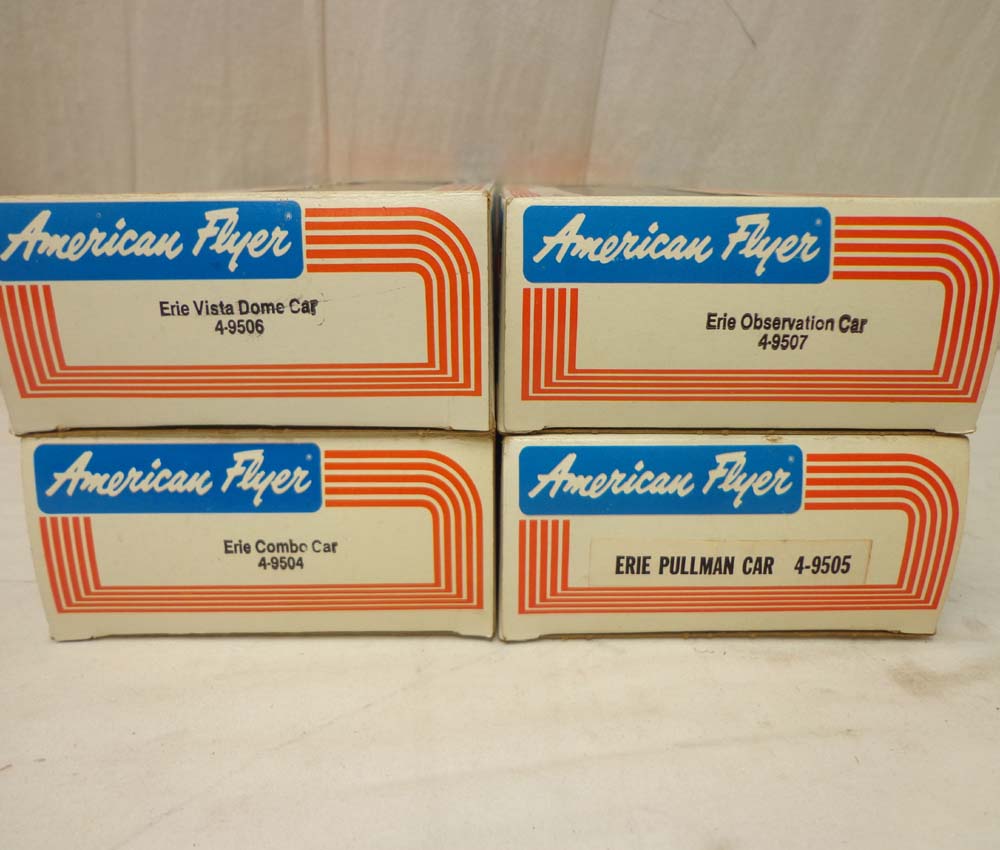 American Flyer®
Erie Vista Dome Car
4-9506
American Flyer®
Erie Observation Car
4-9507
American Flyer®
Erie Combo Car
4-9504
American Flyer®
ERIE PULLMAN CAR 4-9505